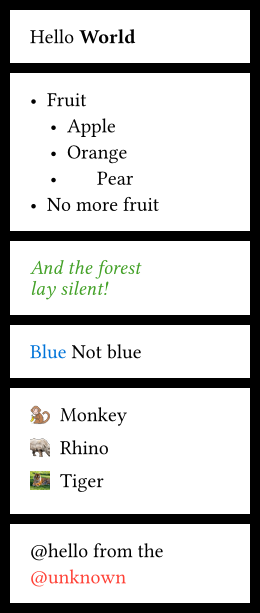 Hello World
• Fruit
• Apple
• Orange
• Pear
• No more fruit
And the forest
lay silent!
Blue Not blue
Monkey
Rhino
Tiger
@hello from the
@unknown